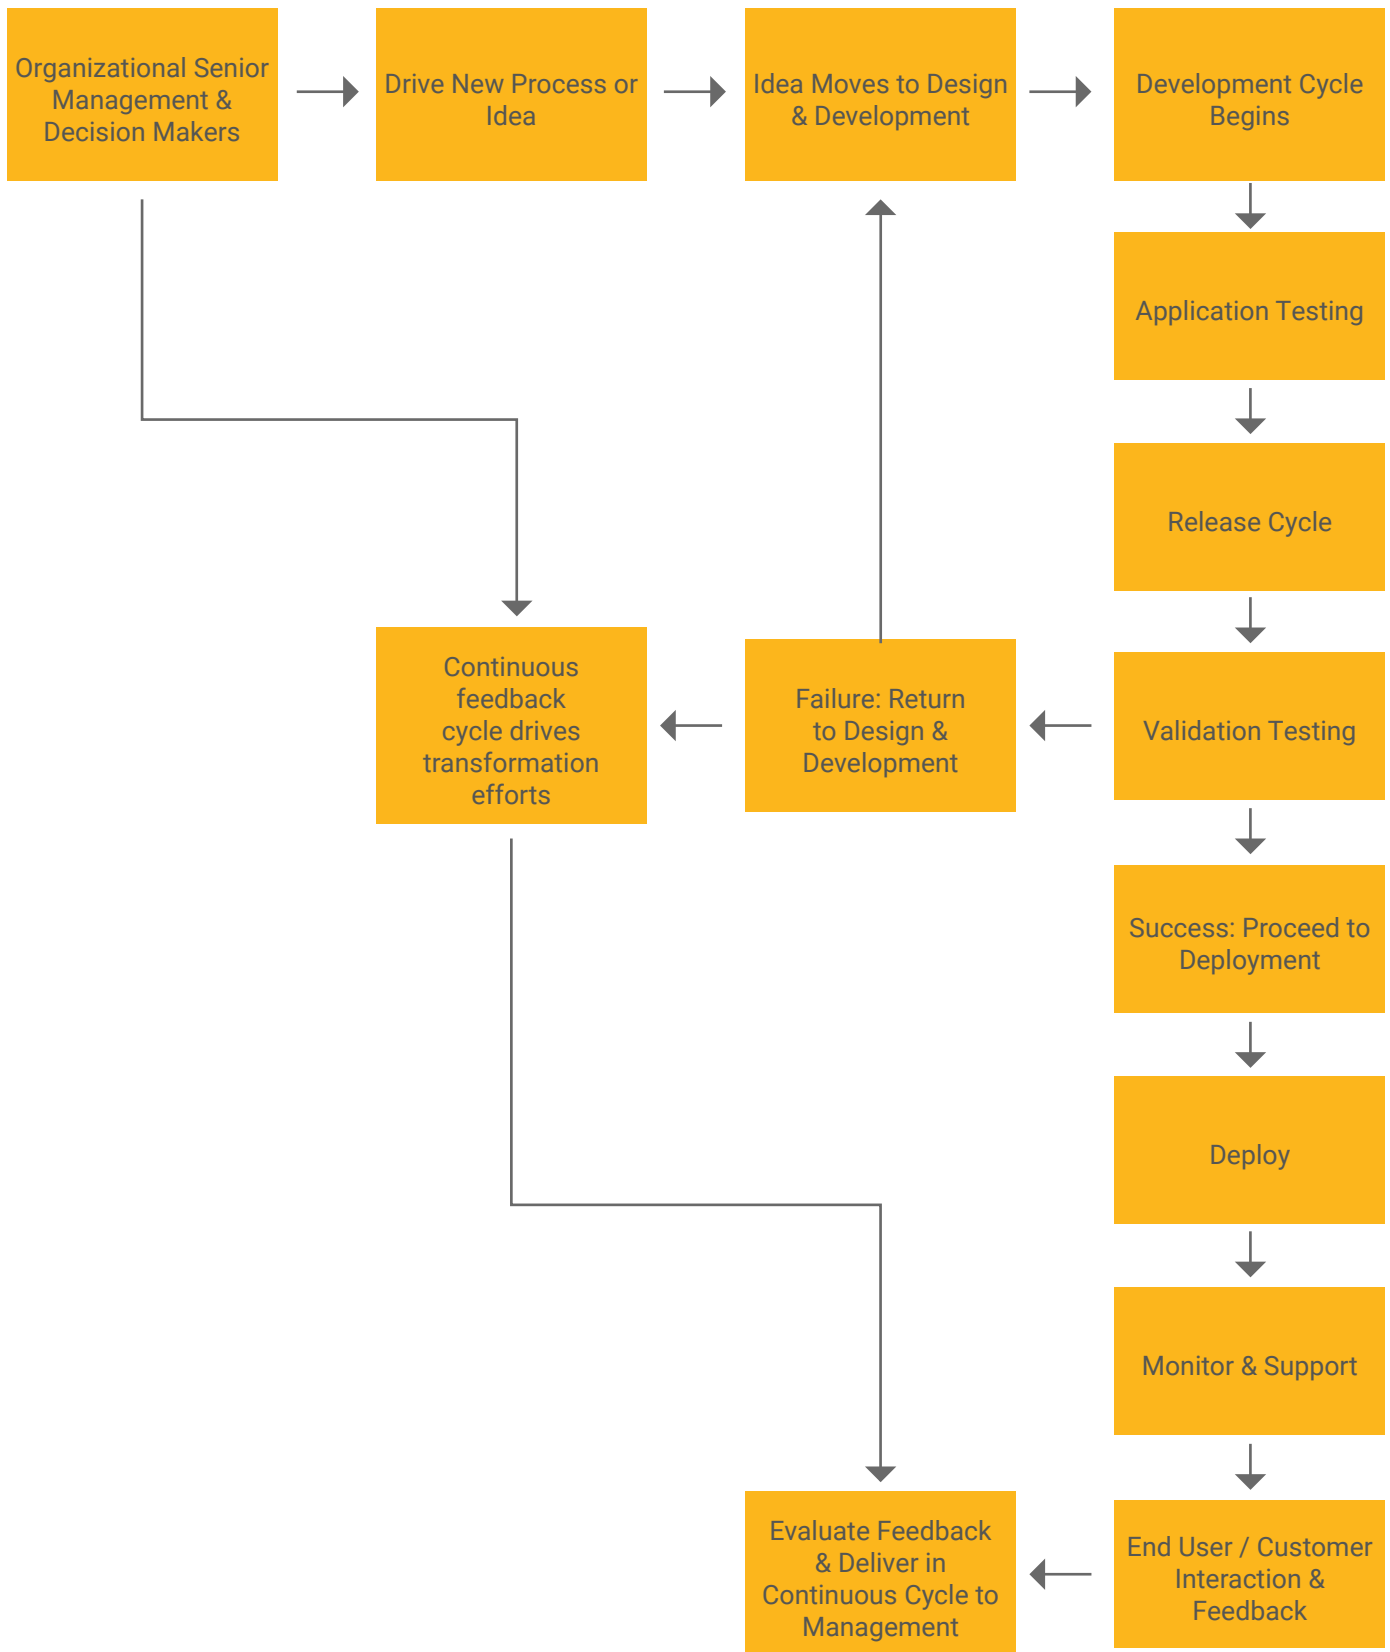 Organizational Senior
Management &
Decision Makers
Drive New Process or
Idea
Idea Moves to Design
& Development
Development Cycle
Begins
Application Testing
Release Cycle
Continuous
feedback
cycle drives
transformation
efforts
Failure: Return
to Design &
Development
Validation Testing
Success: Proceed to
Deployment
Deploy
Monitor & Support
Evaluate Feedback
& Deliver in
Continuous Cycle to
Management
End User / Customer
Interaction &
Feedback